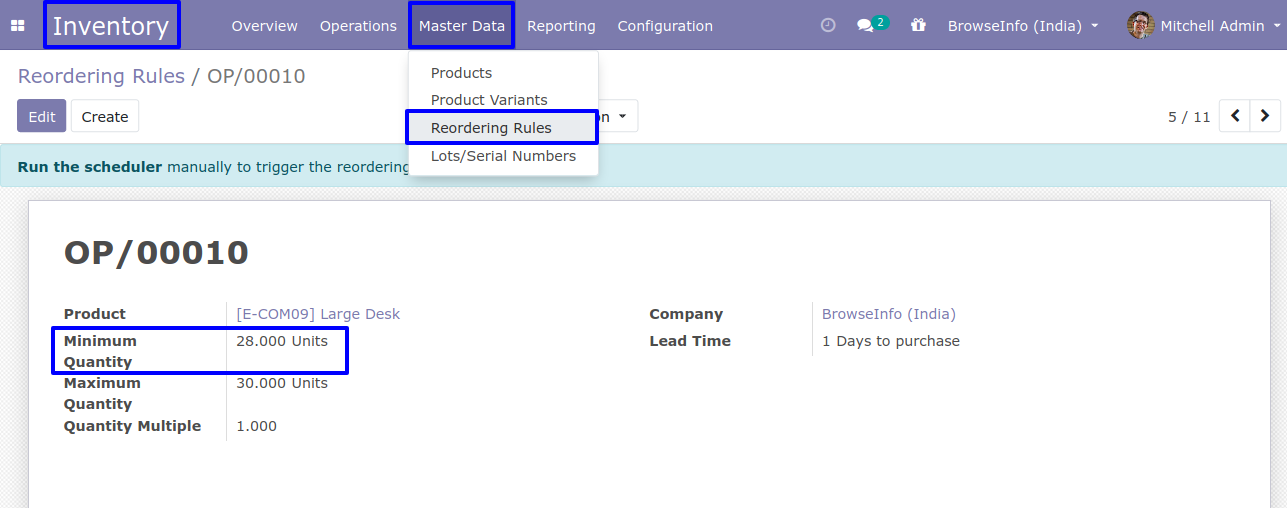 Inventory Overview Operations Master Data Reporting Configuration 2 BrowseInfo (India) Mitchell Admin
Products
Product Variants
Reordering Rules
Lots/Serial Numbers
Reordering Rules / OP/00010
Edit Create on 5 / 11
Run the scheduler manually to trigger the reordering
OP/00010
Product [E-COM09] Large Desk
Minimum Quantity 28.000 Units
Maximum Quantity 30.000 Units
Quantity Multiple 1.000
Company BrowseInfo (India)
Lead Time 1 Days to purchase